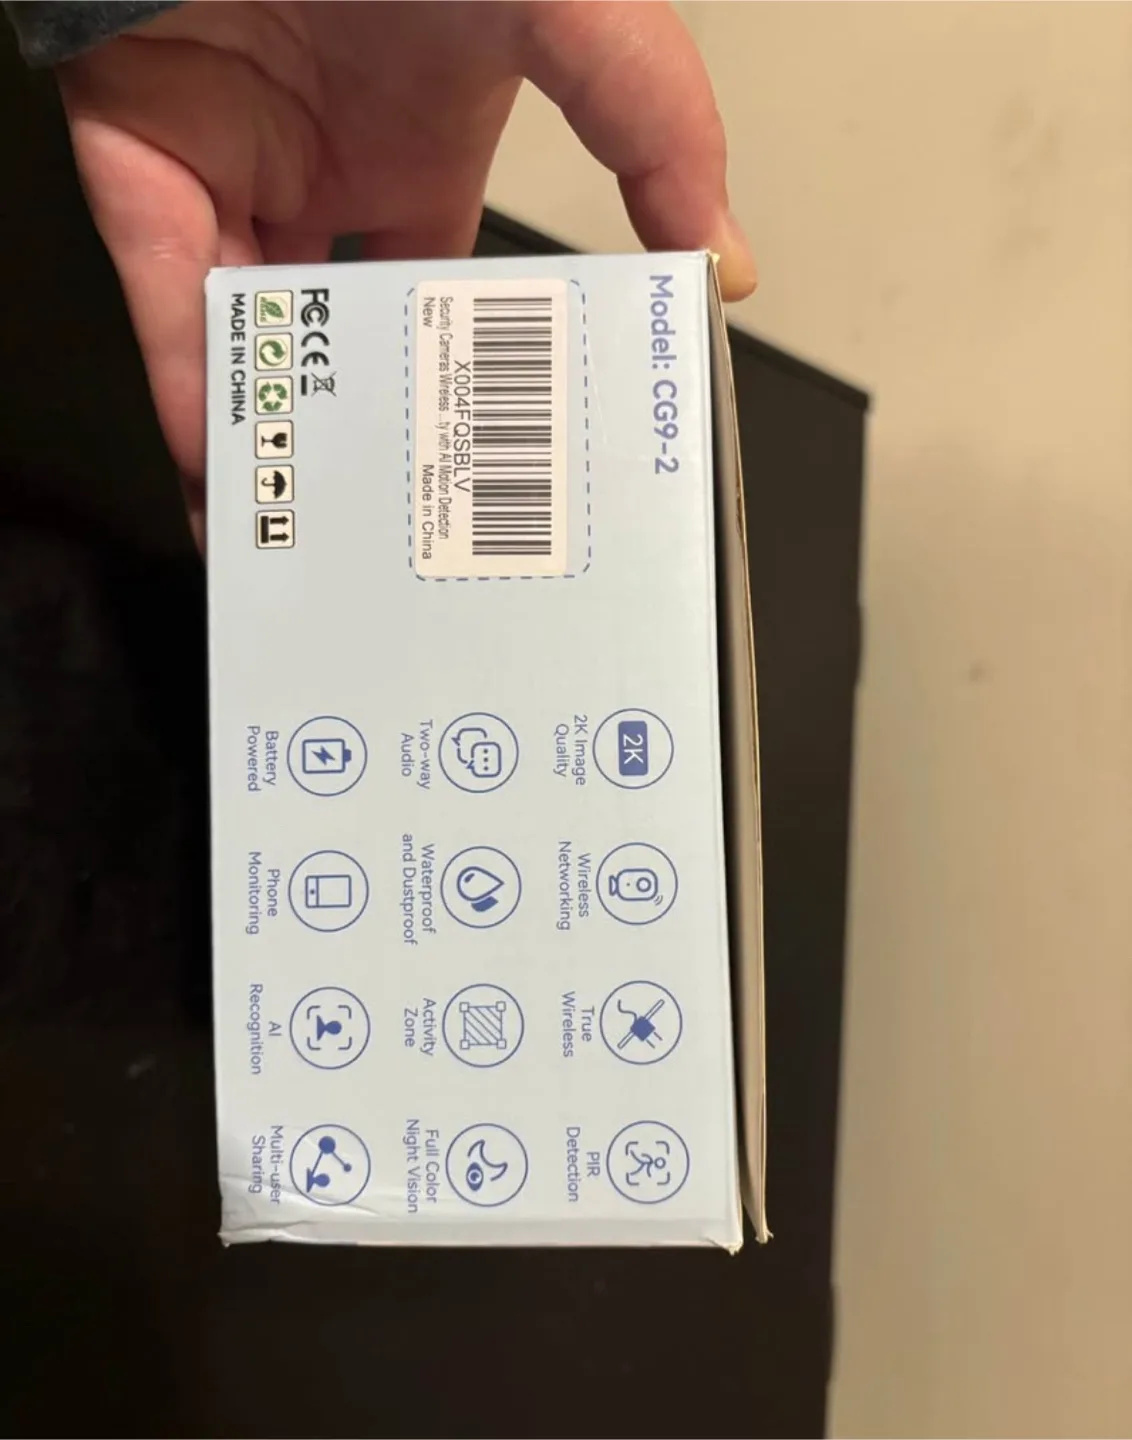 Model: CG9-2
X004FQSBLV
Security Cameras Wireless ...ty with AI Motion Detection
New
Made in China
FC CE
MADE IN CHINA
2K
2K Image
Quality
Wireless
Networking
True
Wireless
PIR
Detection
Two-way
Audio
Waterproof
and Dustproof
Activity
Zone
Full Color
Night Vision
Battery
Powered
Phone
Monitoring
AI
Recognition
Multi-user
Sharing